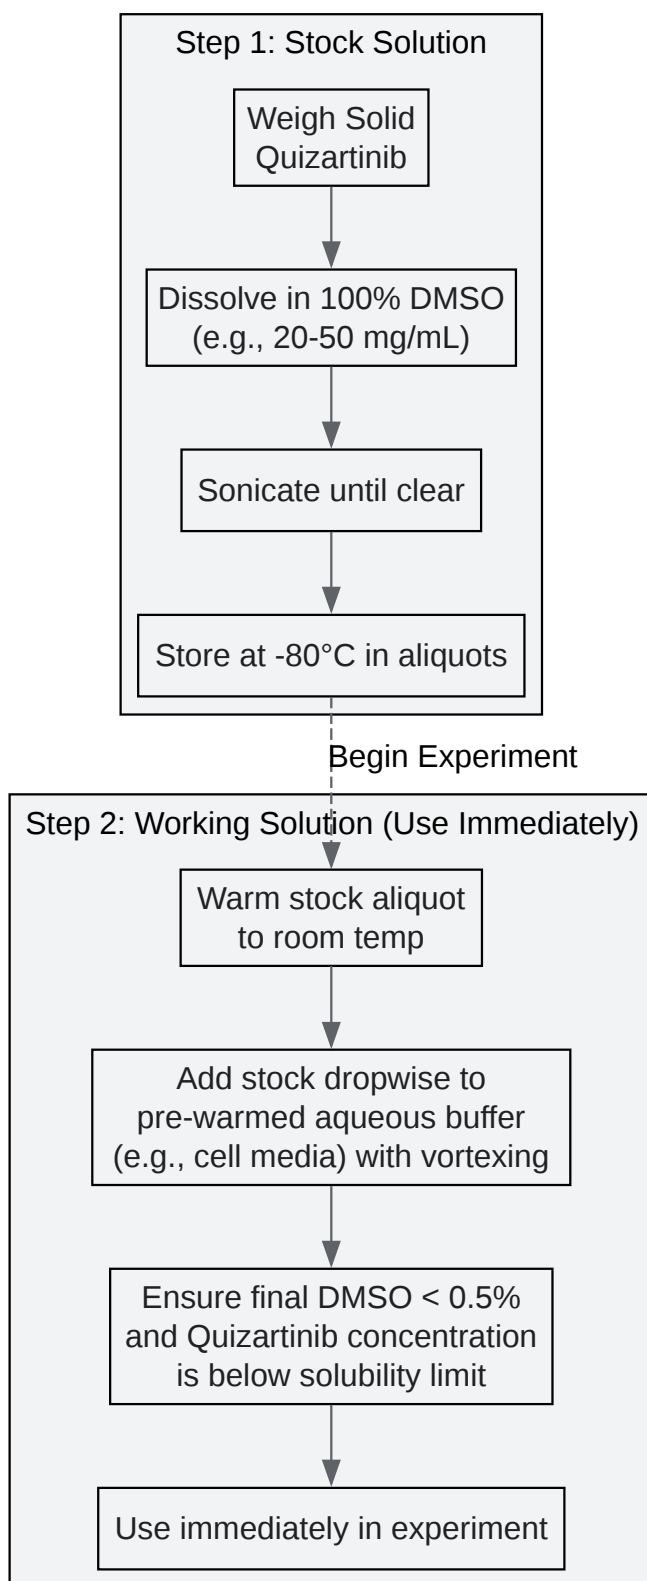 Step 1: Stock Solution
Weigh Solid
Quizartinib
Dissolve in 100% DMSO
(e.g., 20-50 mg/mL)
Sonicate until clear
Store at -80°C in aliquots
Begin Experiment
Step 2: Working Solution (Use Immediately)
Warm stock aliquot
to room temp
Add stock dropwise to
pre-warmed aqueous buffer
(e.g., cell media) with vortexing
Ensure final DMSO < 0.5%
and Quizartinib concentration
is below solubility limit
Use immediately in experiment